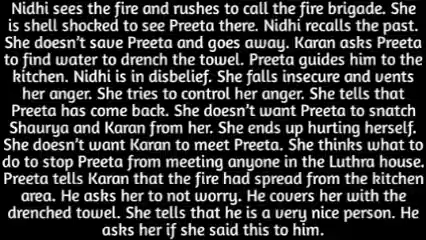 Nidhi sees the fire and rushes to call the fire brigade. She
is shell shocked to see Preeta there. Nidhi recalls the past.
She doesn't save Preeta and goes away. Karan asks Preeta
to find water to drench the towel. Preeta guides him to the
kitchen. Nidhi is in disbelief. She falls insecure and vents
her anger. She tries to control her anger. She tells that
Preeta has come back. She doesn't want Preeta to snatch
Shaurya and Karan from her. She ends up hurting herself.
She doesn't want Karan to meet Preeta. She thinks what to
do to stop Preeta from meeting anyone in the Luthra house.
Preeta tells Karan that the fire had spread from the kitchen
area. He asks her to not worry. He covers her with the
drenched towel. She tells that he is a very nice person. He
asks her if she said this to him.